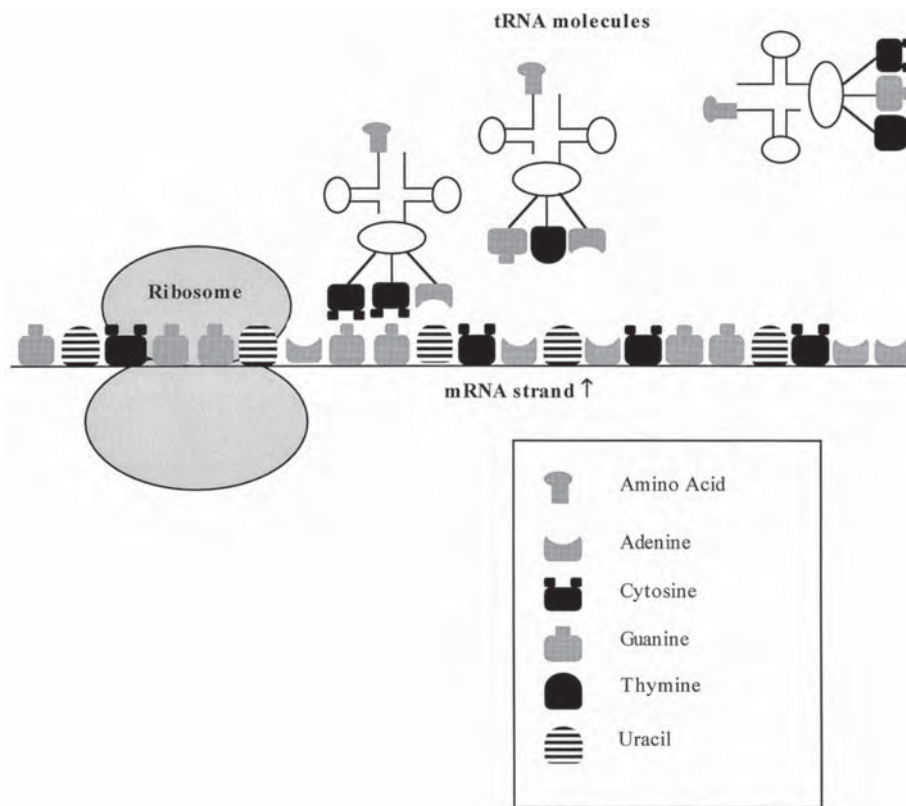 tRNA molecules
Ribosome
mRNA strand ↑
Amino Acid
Adenine
Cytosine
Guanine
Thymine
Uracil